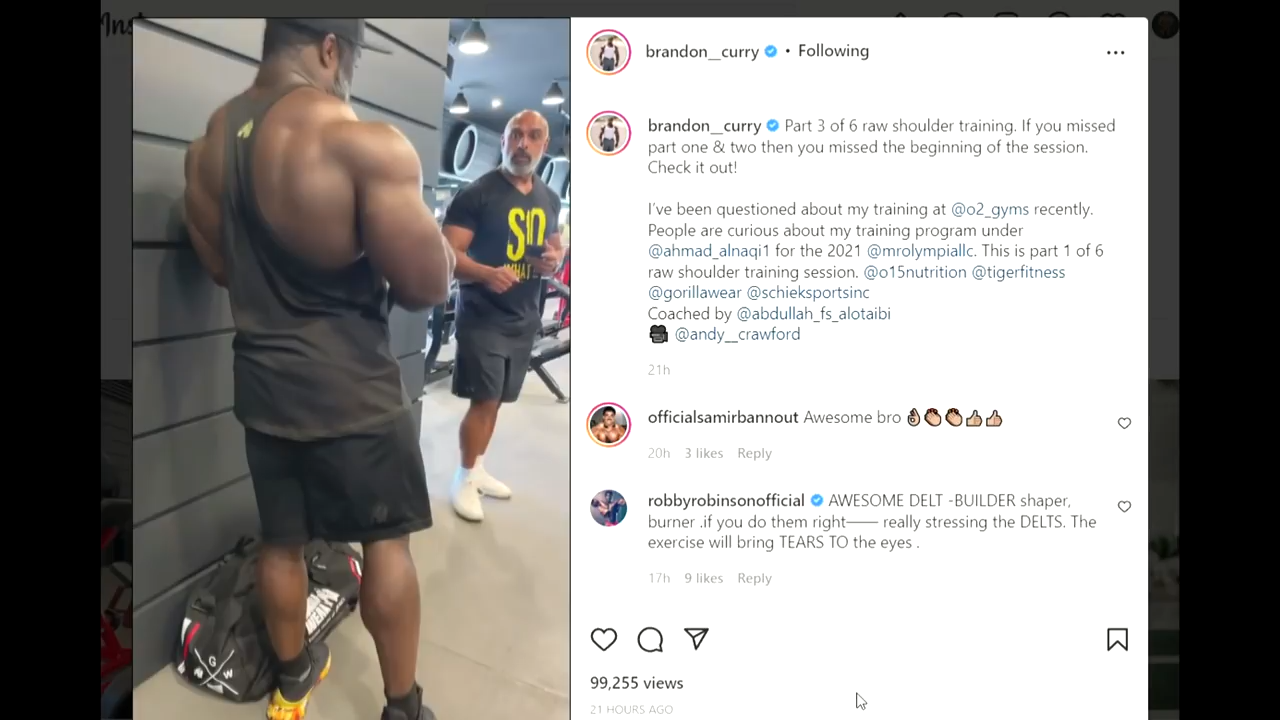 Inst
brandon__curry • Following
brandon__curry Part 3 of 6 raw shoulder training. If you missed
part one & two then you missed the beginning of the session.
Check it out!
I've been questioned about my training at @o2_gyms recently.
People are curious about my training program under
@ahmad_alnaqi1 for the 2021 @mrolympiallc. This is part 1 of 6
raw shoulder training session. @o15nutrition @tigerfitness
@gorillawear @schieksportsinc
Coached by @abdullah_fs_alotaibi
@andy__crawford
21h
officialsamirbannout Awesome bro 👌🏼👏🏼👏🏼👍🏼👍🏼
20h 3 likes Reply
robbyrobinsonofficial AWESOME DELT -BUILDER shaper,
burner .if you do them right—— really stressing the DELTS. The
exercise will bring TEARS TO the eyes .
17h 9 likes Reply
99,255 views
21 HOURS AGO
G
W